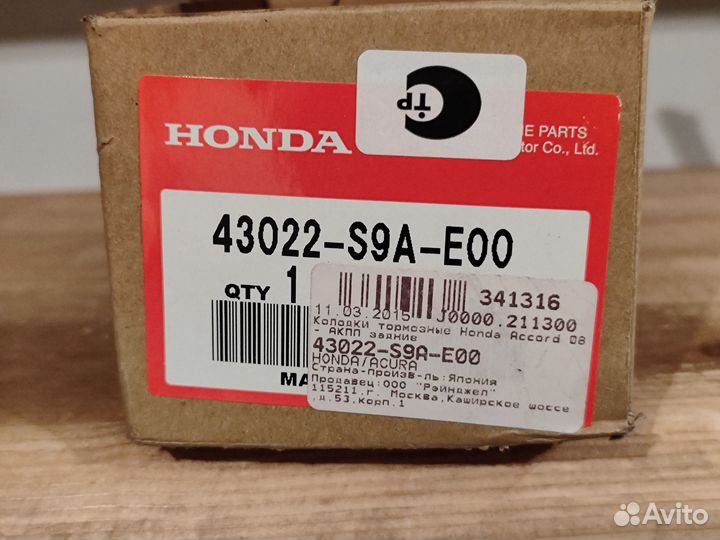 TP
HONDA
E PARTS
tor Co., Ltd.
43022-S9A-E00
QTY 1
MA
341316
11.03.2015 J0000.211300
Колодки тормозные Honda Accord 08
- АКПП задние
43022-S9A-E00
HONDA/ACURA
Страна-произв-ль:Япония
Продавец:ООО "Рэйнджел"
115211,г. Москва,Каширское шоссе
,д.53,корп.1
Avito